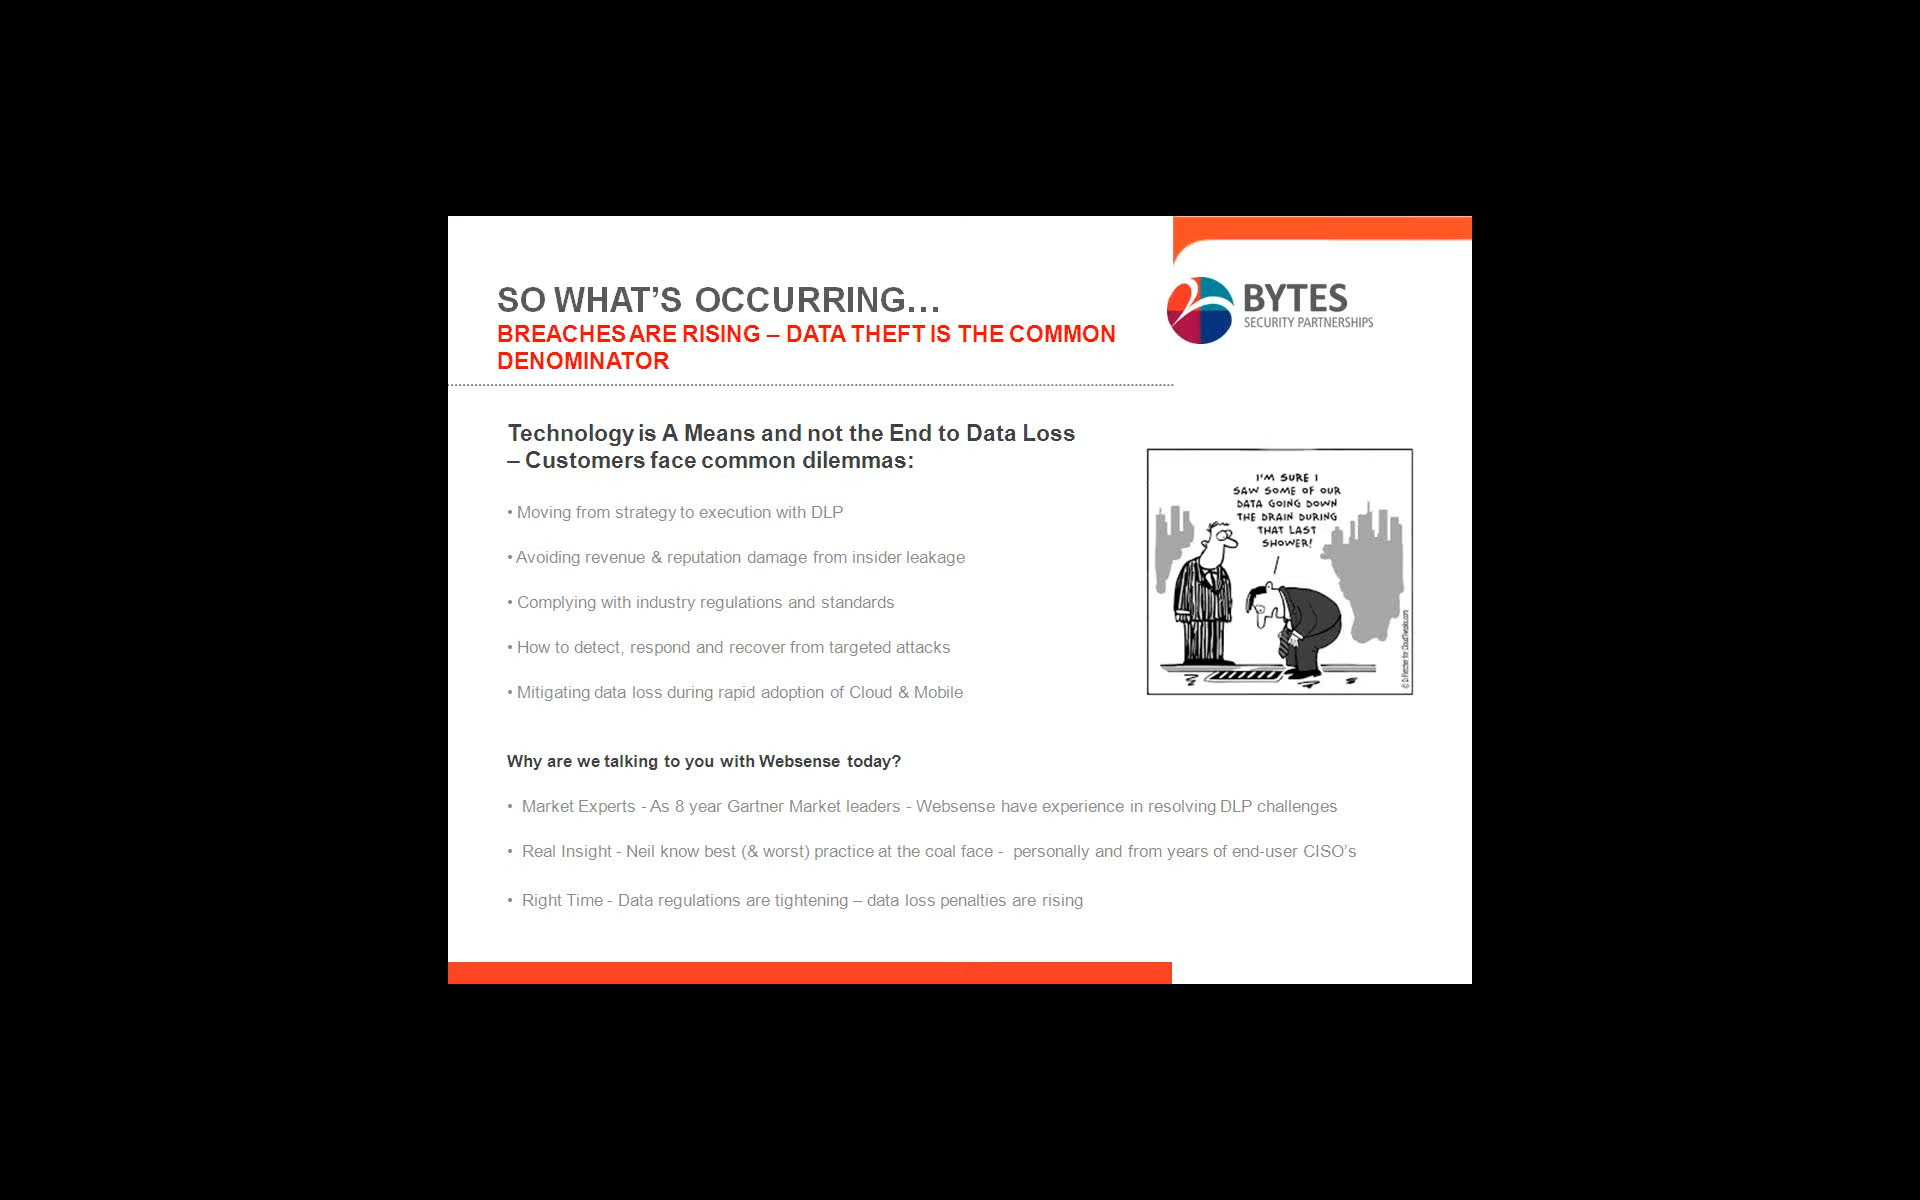 SO WHAT'S OCCURRING...
BREACHES ARE RISING – DATA THEFT IS THE COMMON
DENOMINATOR
BYTES
SECURITY PARTNERSHIPS
Technology is A Means and not the End to Data Loss
– Customers face common dilemmas:
• Moving from strategy to execution with DLP
• Avoiding revenue & reputation damage from insider leakage
• Complying with industry regulations and standards
• How to detect, respond and recover from targeted attacks
• Mitigating data loss during rapid adoption of Cloud & Mobile
I'M SURE I
SAW SOME OF OUR
DATA GOING DOWN
THE DRAIN DURING
THAT LAST
SHOWER!
© D.Fletcher for CloudTweaks.com
Why are we talking to you with Websense today?
• Market Experts - As 8 year Gartner Market leaders - Websense have experience in resolving DLP challenges
• Real Insight - Neil know best (& worst) practice at the coal face - personally and from years of end-user CISO's
• Right Time - Data regulations are tightening – data loss penalties are rising